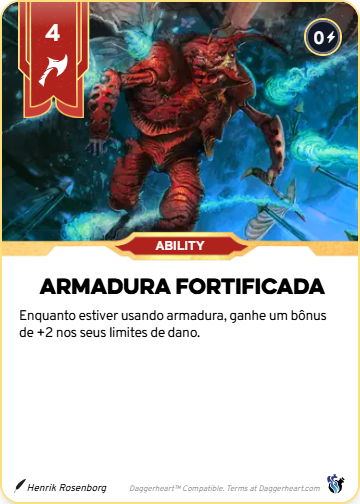 4
0
ABILITY
ARMADURA FORTIFICADA
Enquanto estiver usando armadura, ganhe um bônus
de +2 nos seus limites de dano.
Henrik Rosenborg
Daggerheart™ Compatible. Terms at Daggerheart.com